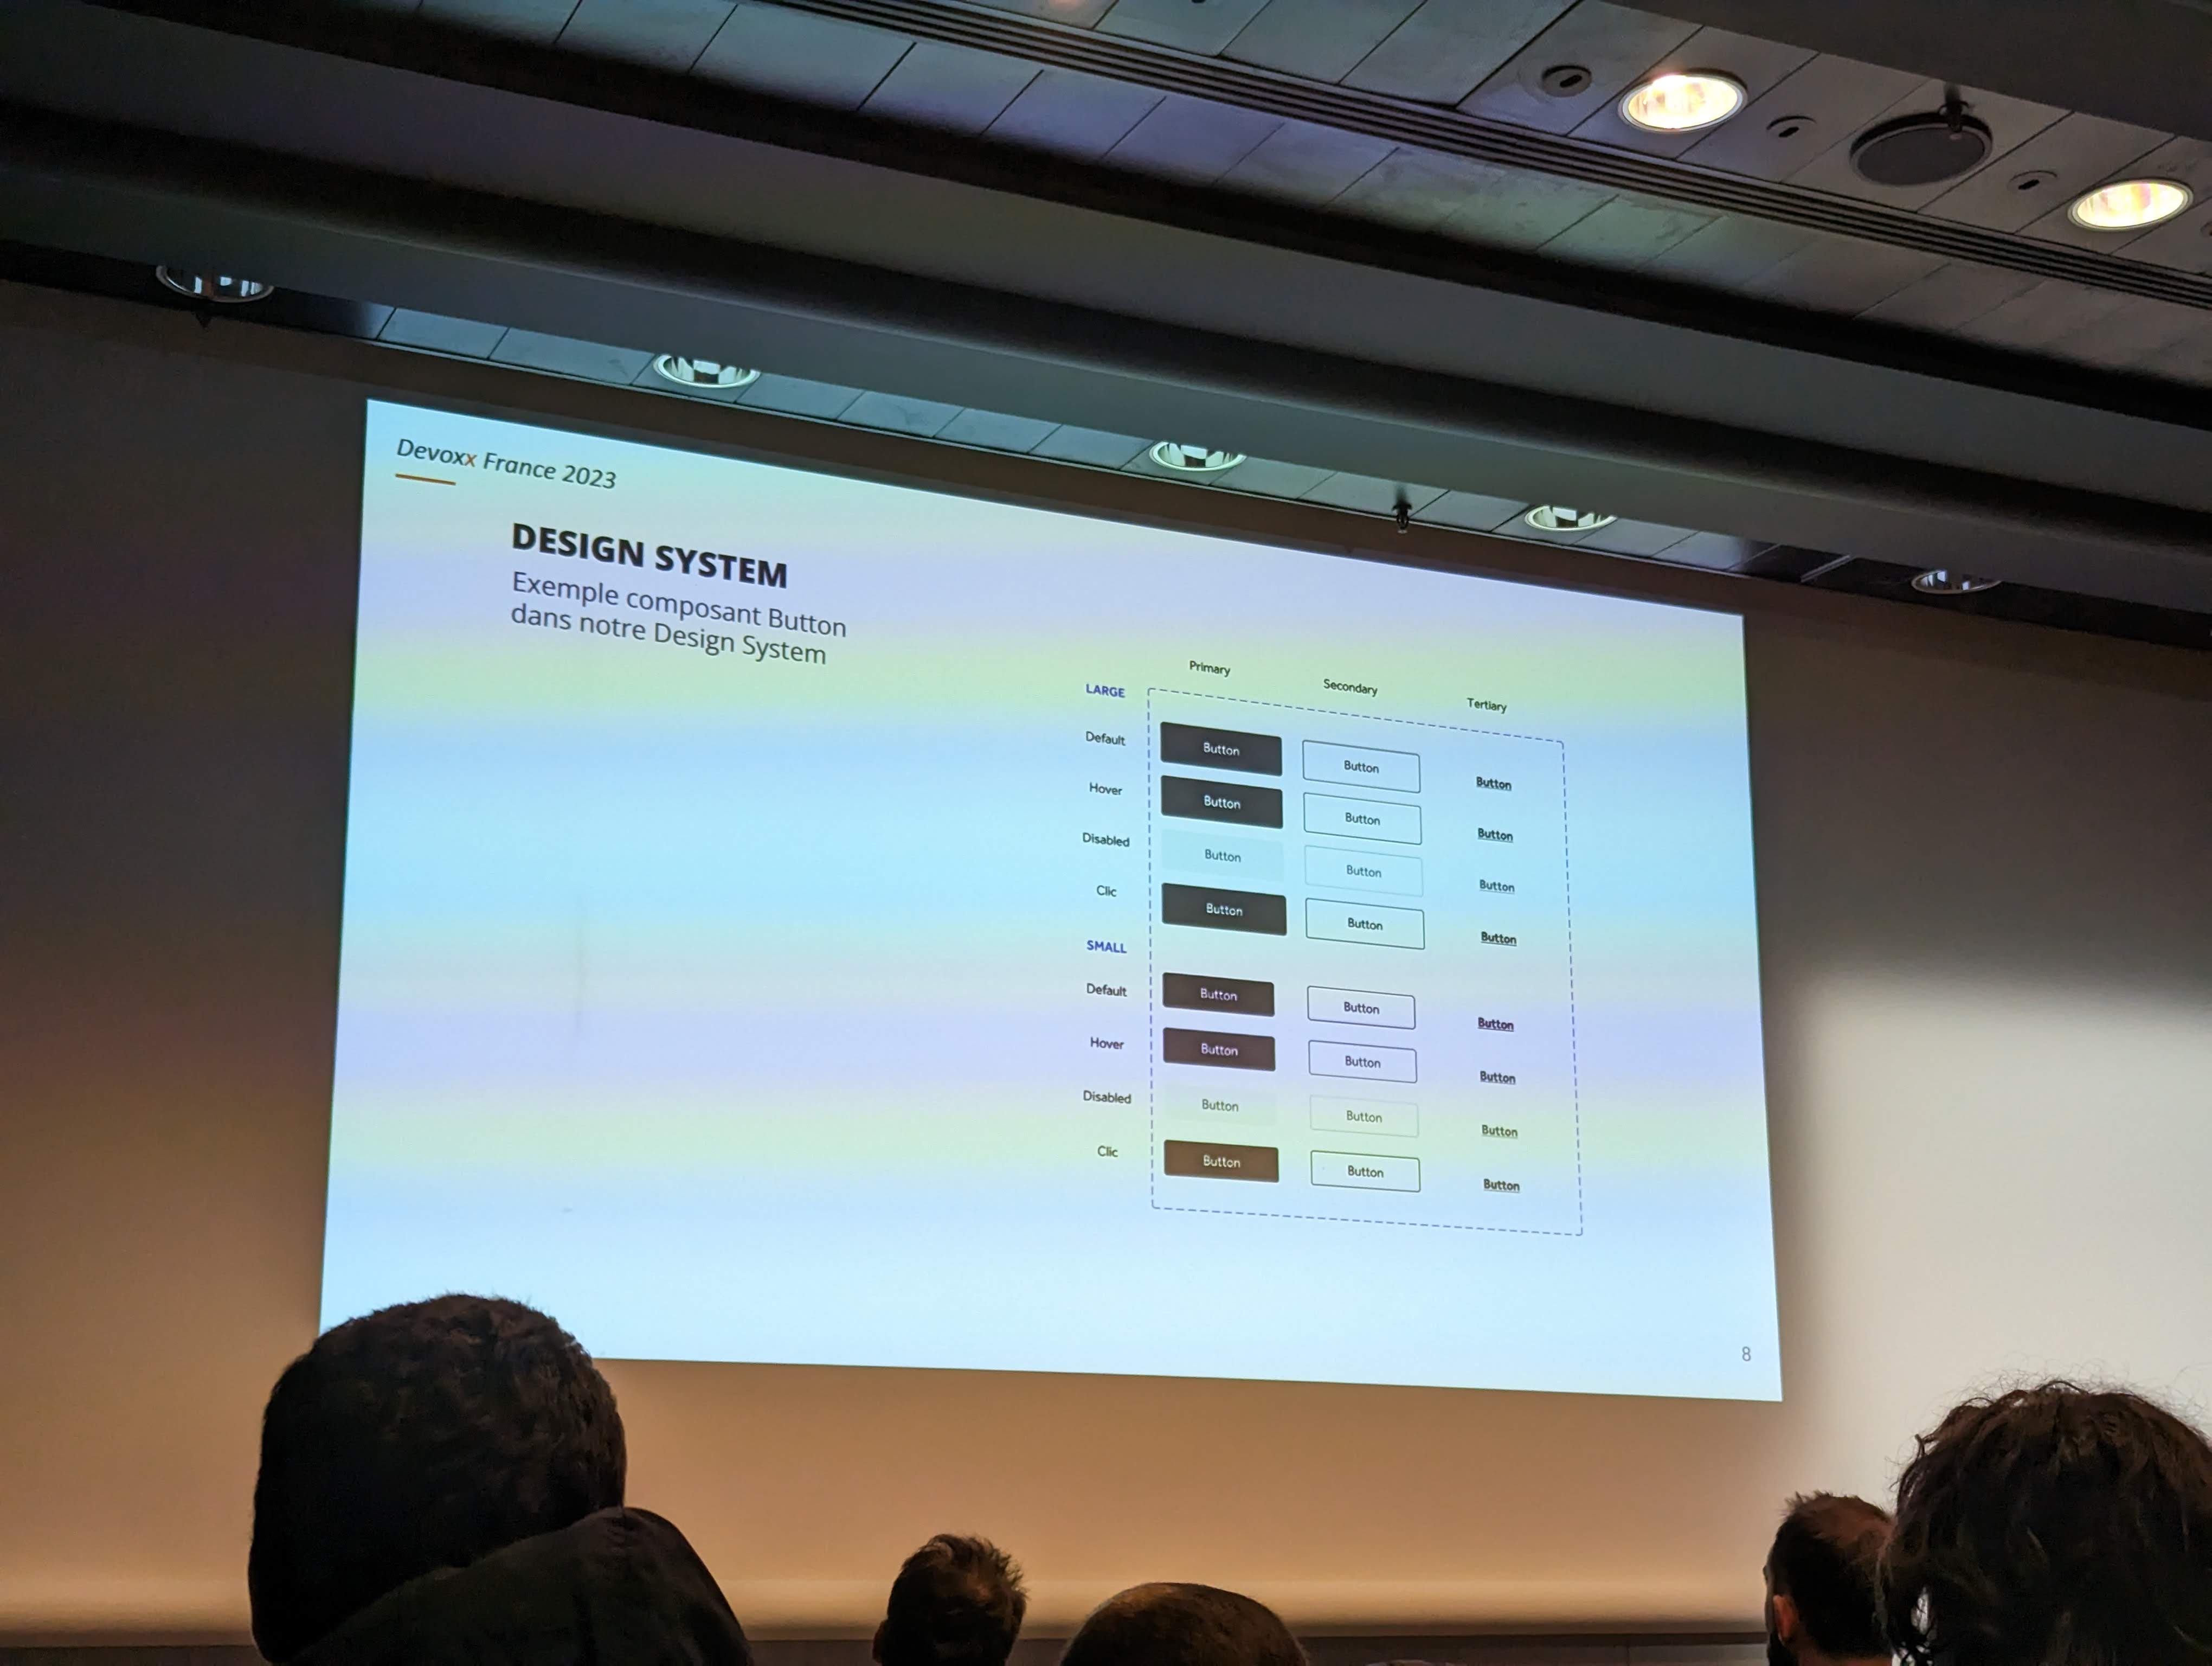 Devoxx France 2023
DESIGN SYSTEM
Exemple composant Button
dans notre Design System
Primary Secondary Tertiary
LARGE
Default Button Button Button
Hover Button Button Button
Disabled Button Button Button
Clic Button Button Button
SMALL
Default Button Button Button
Hover Button Button Button
Disabled Button Button Button
Clic Button Button Button
8